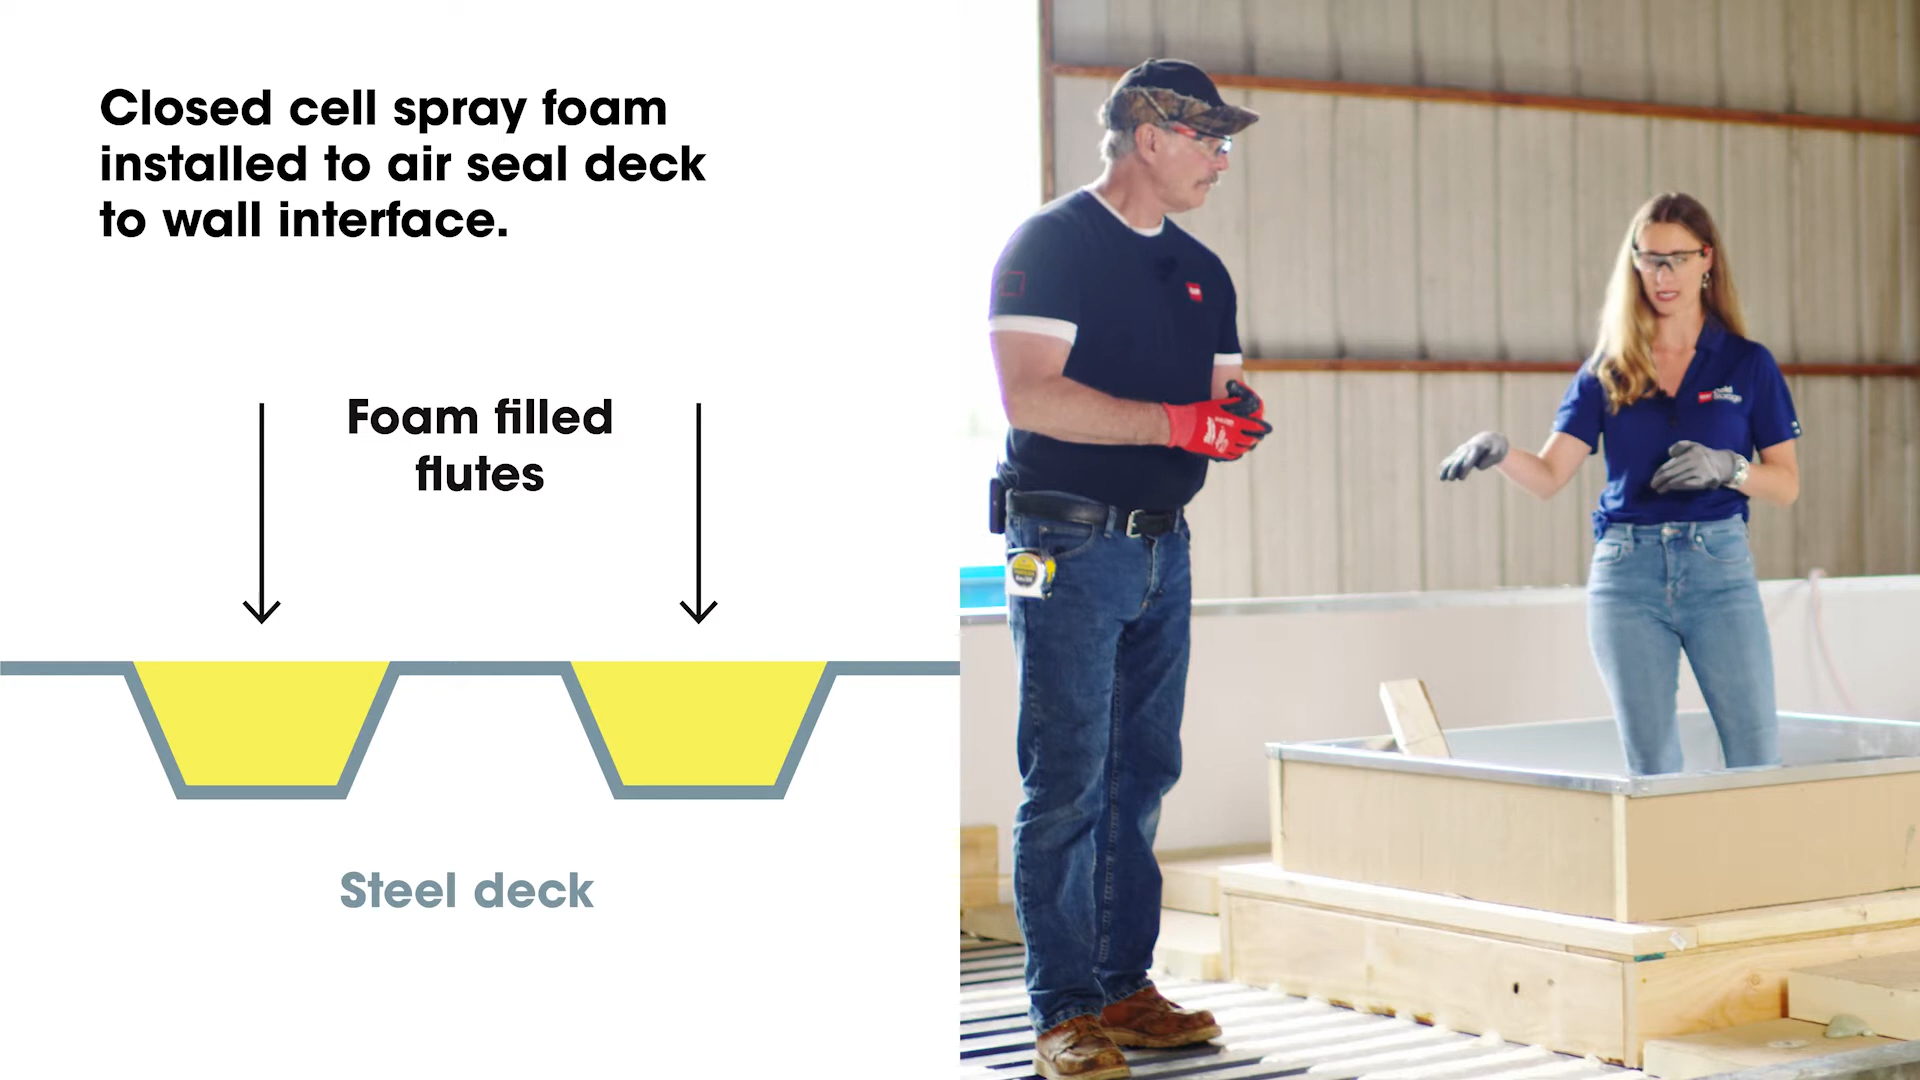 Closed cell spray foam
installed to air seal deck
to wall interface.
Foam filled
flutes
Steel deck